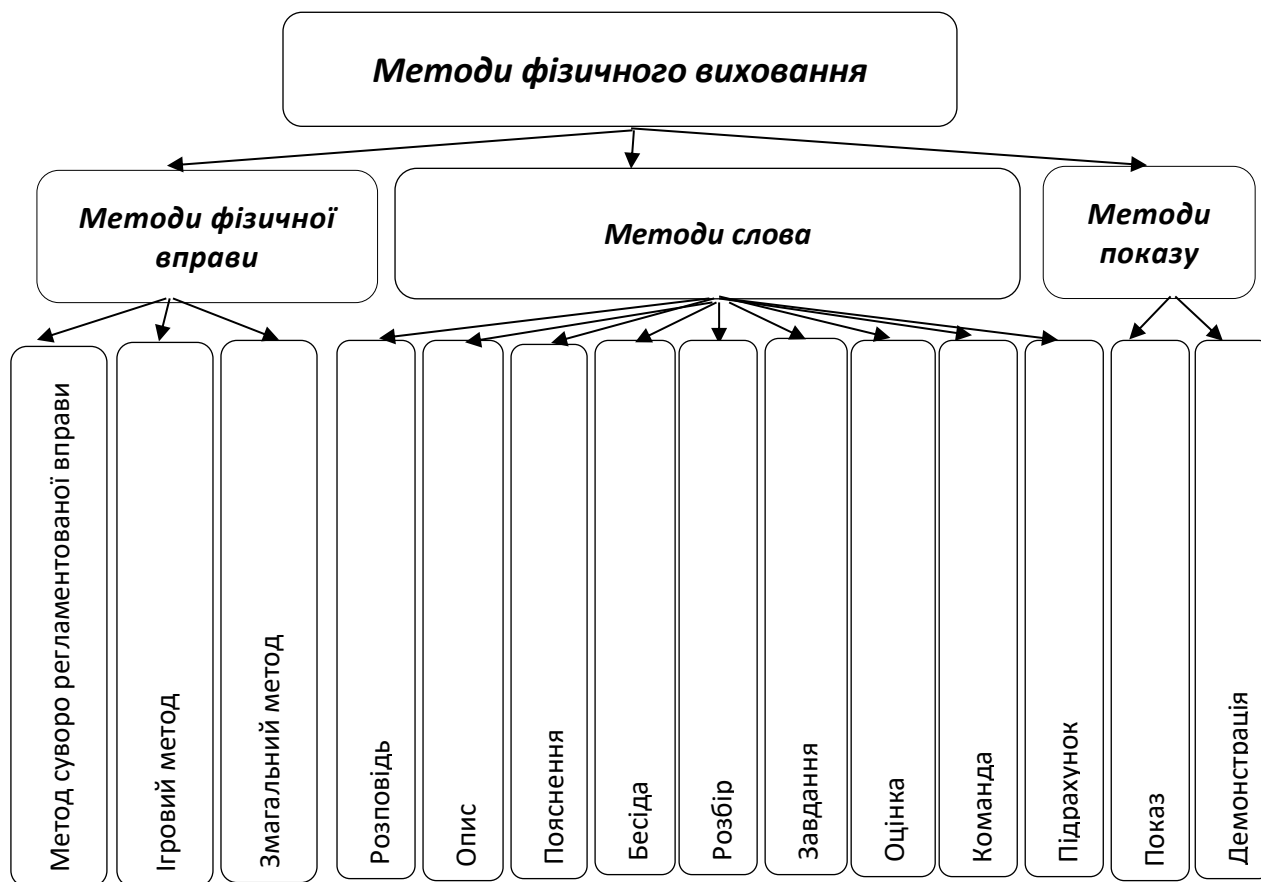 Методи фізичного виховання
Методи фізичної
вправи
Методи слова
Методи
показу
Метод суворо регламентованої вправи
Ігровий метод
Змагальний метод
Розповідь
Опис
Пояснення
Бесіда
Розбір
Завдання
Оцінка
Команда
Підрахунок
Показ
Демонстрація